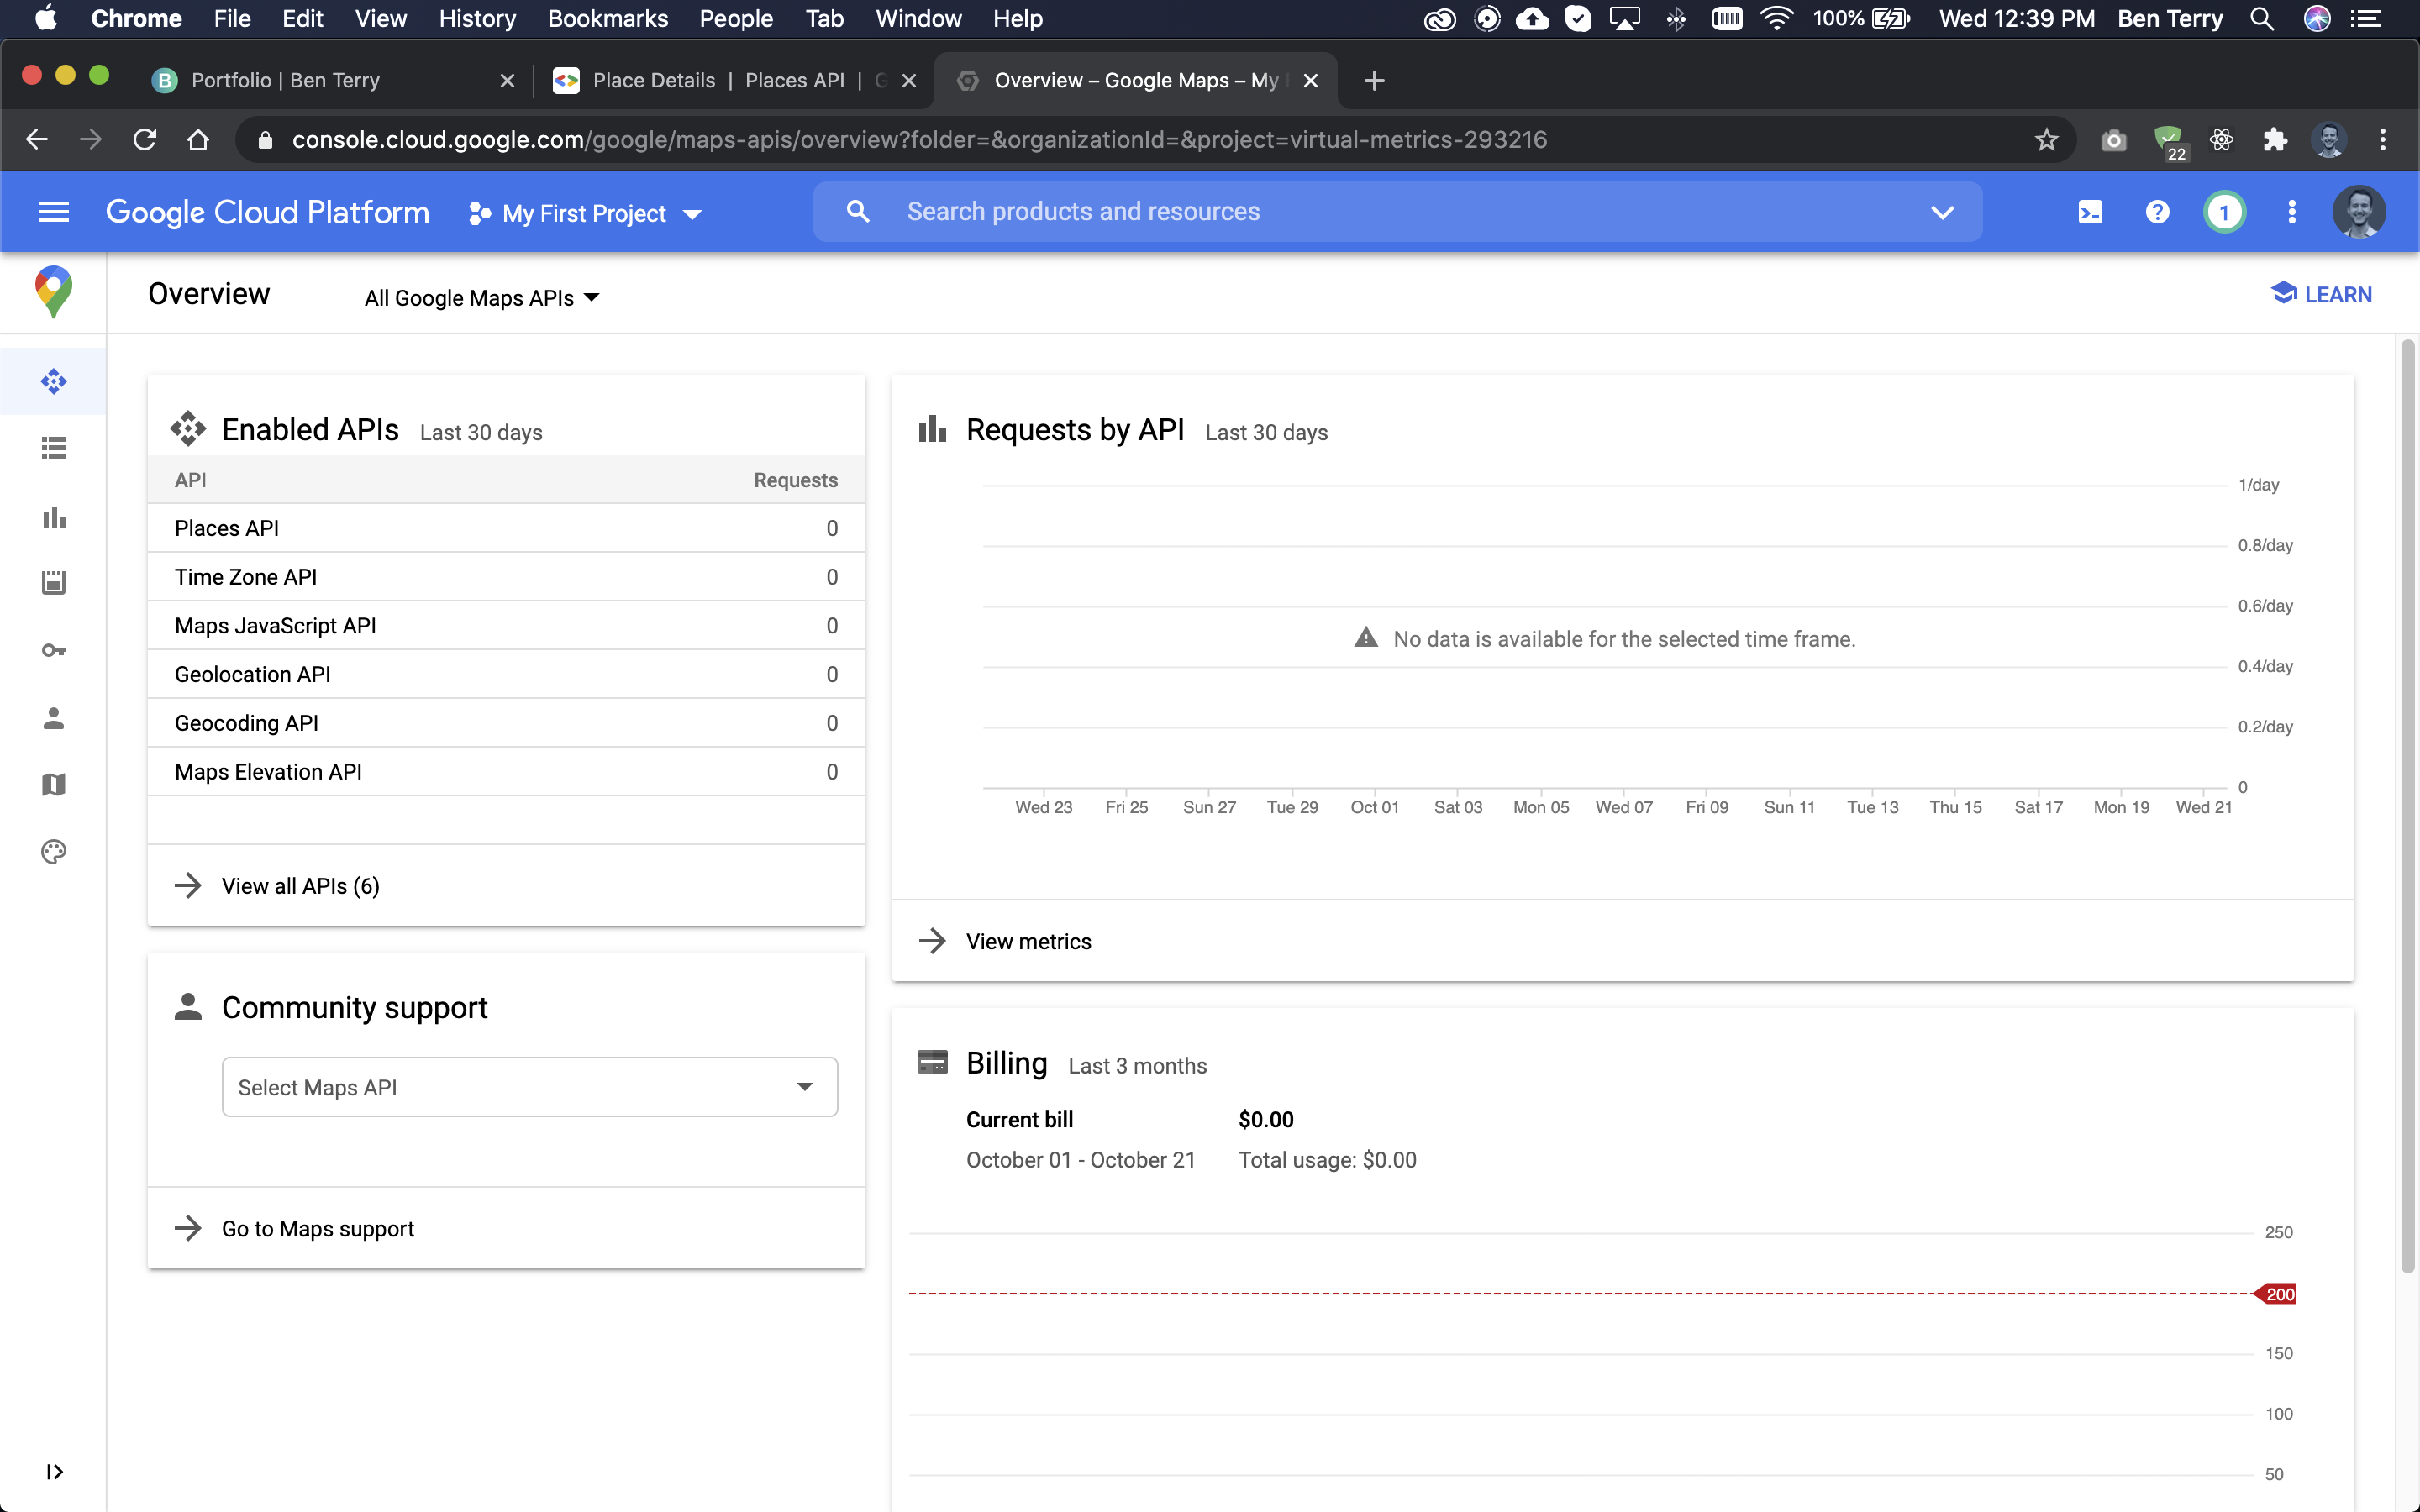 Chrome File Edit View History Bookmarks People Tab Window Help 100% Wed 12:39 PM Ben Terry
B Portfolio | Ben Terry Place Details | Places API | G Overview – Google Maps – My
console.cloud.google.com/google/maps-apis/overview?folder=&organizationId=&project=virtual-metrics-293216 22
Google Cloud Platform My First Project Search products and resources ? 1
Overview All Google Maps APIs LEARN
Enabled APIs Last 30 days
API Requests
Places API 0
Time Zone API 0
Maps JavaScript API 0
Geolocation API 0
Geocoding API 0
Maps Elevation API 0
View all APIs (6)
Community support
Select Maps API
Go to Maps support
Requests by API Last 30 days
1/day
0.8/day
0.6/day
No data is available for the selected time frame.
0.4/day
0.2/day
0
Wed 23 Fri 25 Sun 27 Tue 29 Oct 01 Sat 03 Mon 05 Wed 07 Fri 09 Sun 11 Tue 13 Thu 15 Sat 17 Mon 19 Wed 21
View metrics
Billing Last 3 months
Current bill $0.00
October 01 - October 21 Total usage: $0.00
250
200
150
100
50